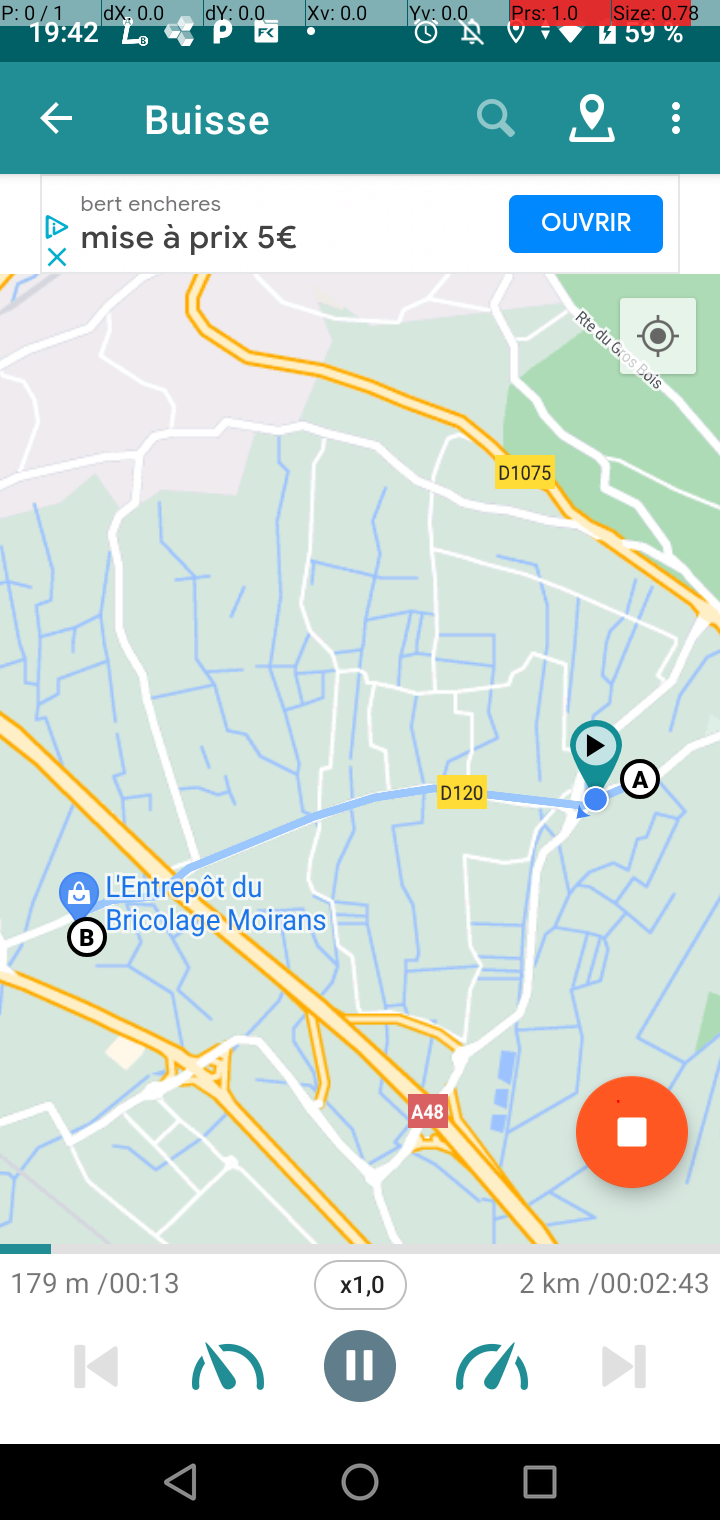 P: 0 / 1 dX: 0.0 dY: 0.0 Xv: 0.0 Yv: 0.0 Prs: 1.0 Size: 0.78
19:42 59 %
Buisse
bert encheres
mise à prix 5€
OUVRIR
Rte du Gros Bois
D1075
D120
A
L'Entrepôt du
Bricolage Moirans
B
A48
179 m /00:13
x1,0
2 km /00:02:43